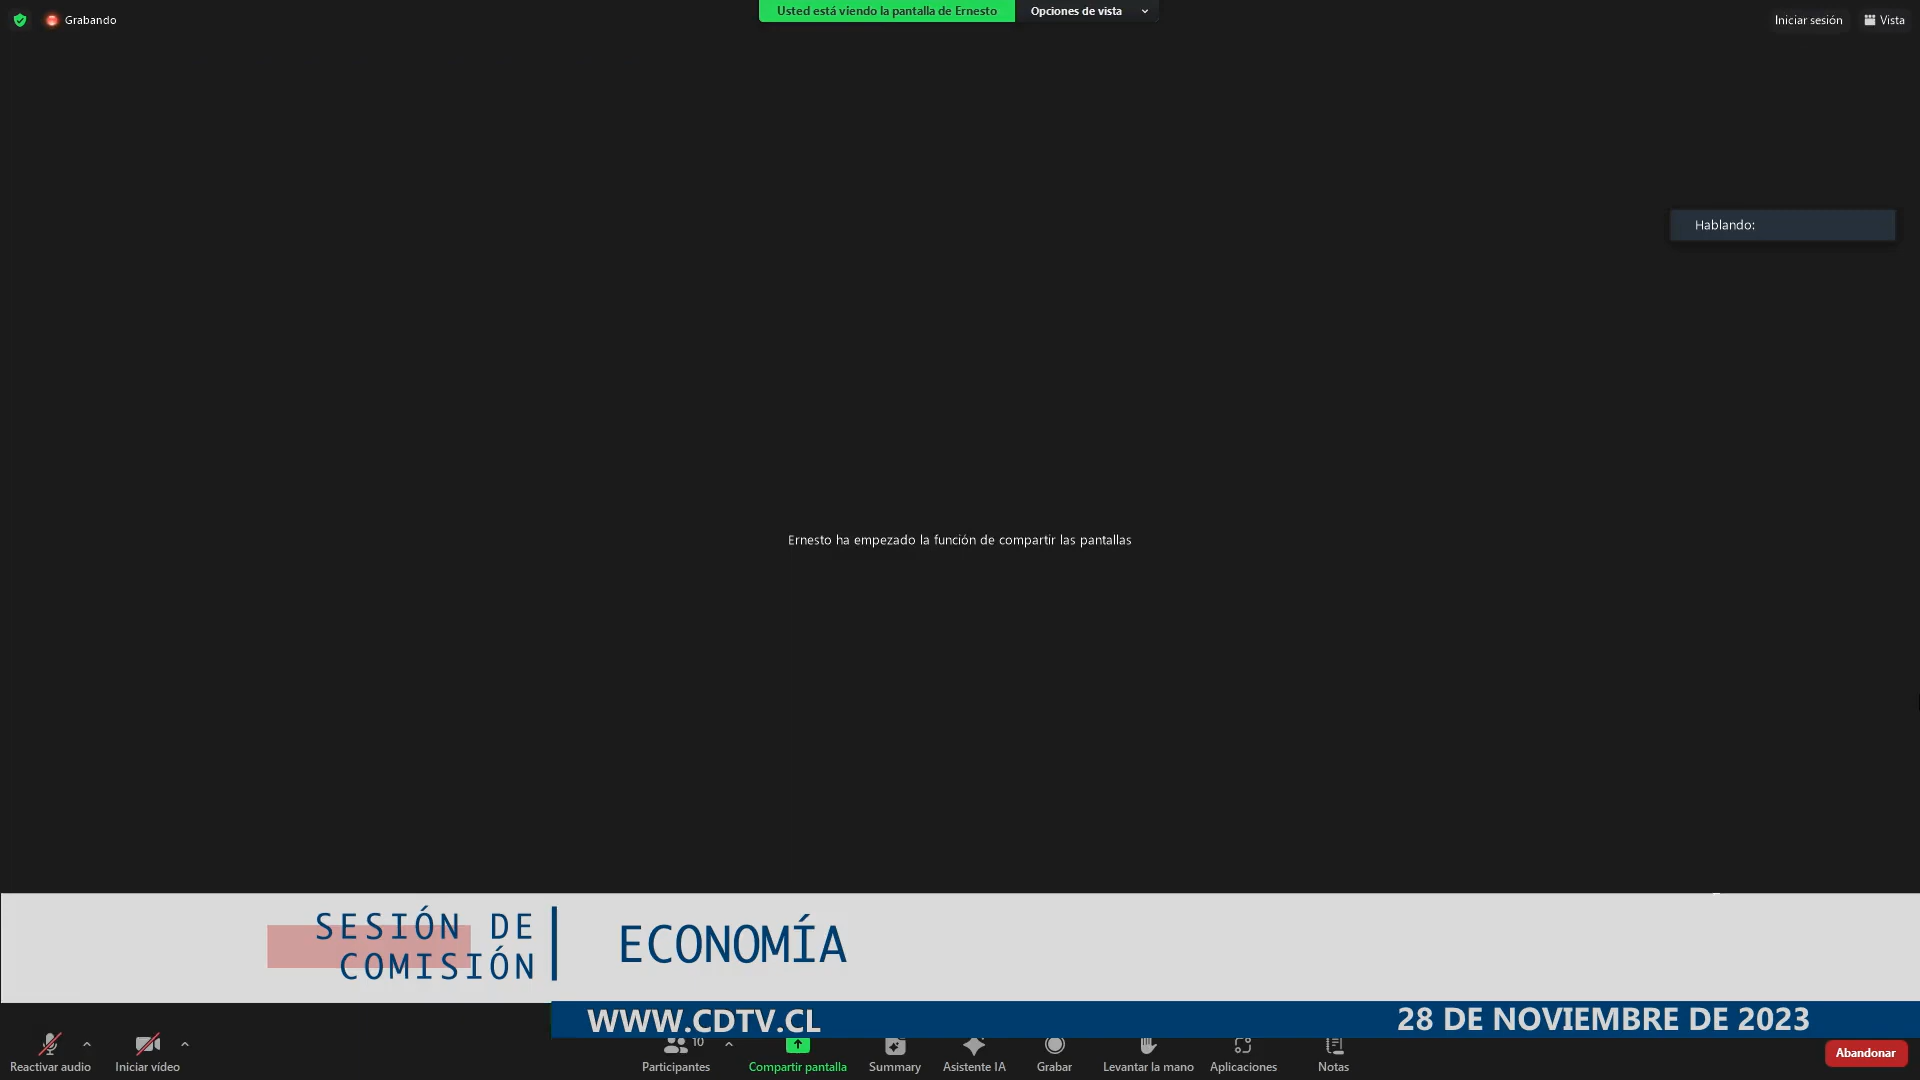 Grabando
Usted está viendo la pantalla de Ernesto
Opciones de vista
Iniciar sesión
Vista
Hablando:
Ernesto ha empezado la función de compartir las pantallas
SESIÓN DE
COMISIÓN
ECONOMÍA
WWW.CDTV.CL
28 DE NOVIEMBRE DE 2023
10
Reactivar audio
Iniciar vídeo
Participantes
Compartir pantalla
Summary
Asistente IA
Grabar
Levantar la mano
Aplicaciones
Notas
Abandonar